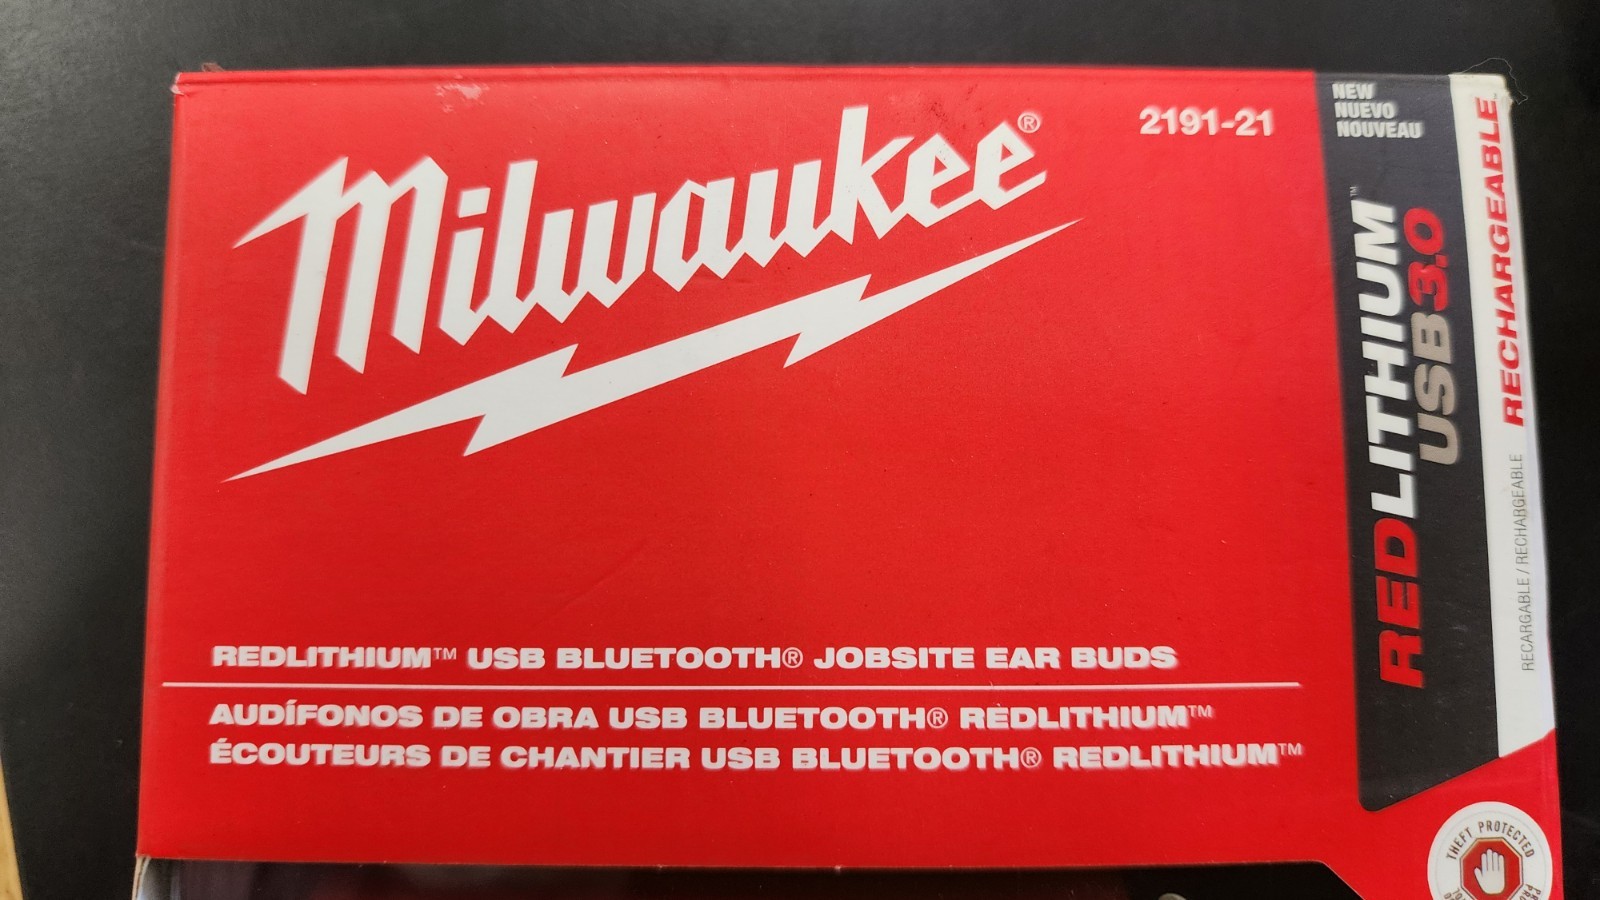 Milwaukee®
2191-21
NEW
NUEVO
NOUVEAU
REDLITHIUM™
USB3.0
RECHARGEABLE
RECARGABLE / RECHARGEABLE
REDLITHIUM™ USB BLUETOOTH® JOBSITE EAR BUDS
AUDÍFONOS DE OBRA USB BLUETOOTH® REDLITHIUM™
ÉCOUTEURS DE CHANTIER USB BLUETOOTH® REDLITHIUM™
THEFT PROTECTED